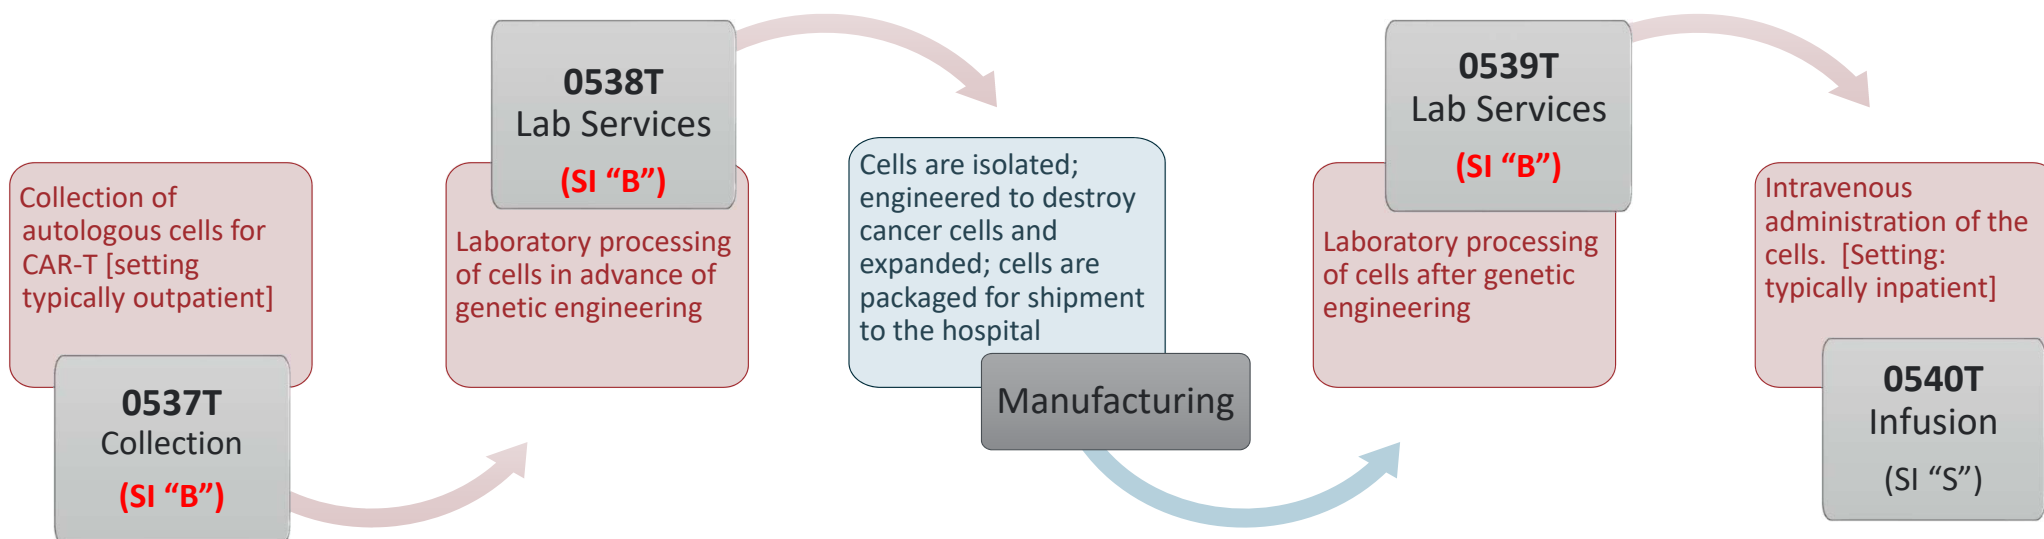 Collection of
autologous cells for
CAR-T [setting
typically outpatient]
0537T
Collection
(SI “B”)
0538T
Lab Services
(SI “B”)
Laboratory processing
of cells in advance of
genetic engineering
Cells are isolated;
engineered to destroy
cancer cells and
expanded; cells are
packaged for shipment
to the hospital
Manufacturing
0539T
Lab Services
(SI “B”)
Laboratory processing
of cells after genetic
engineering
Intravenous
administration of the
cells.  [Setting:
typically inpatient]
0540T
Infusion
(SI “S”)